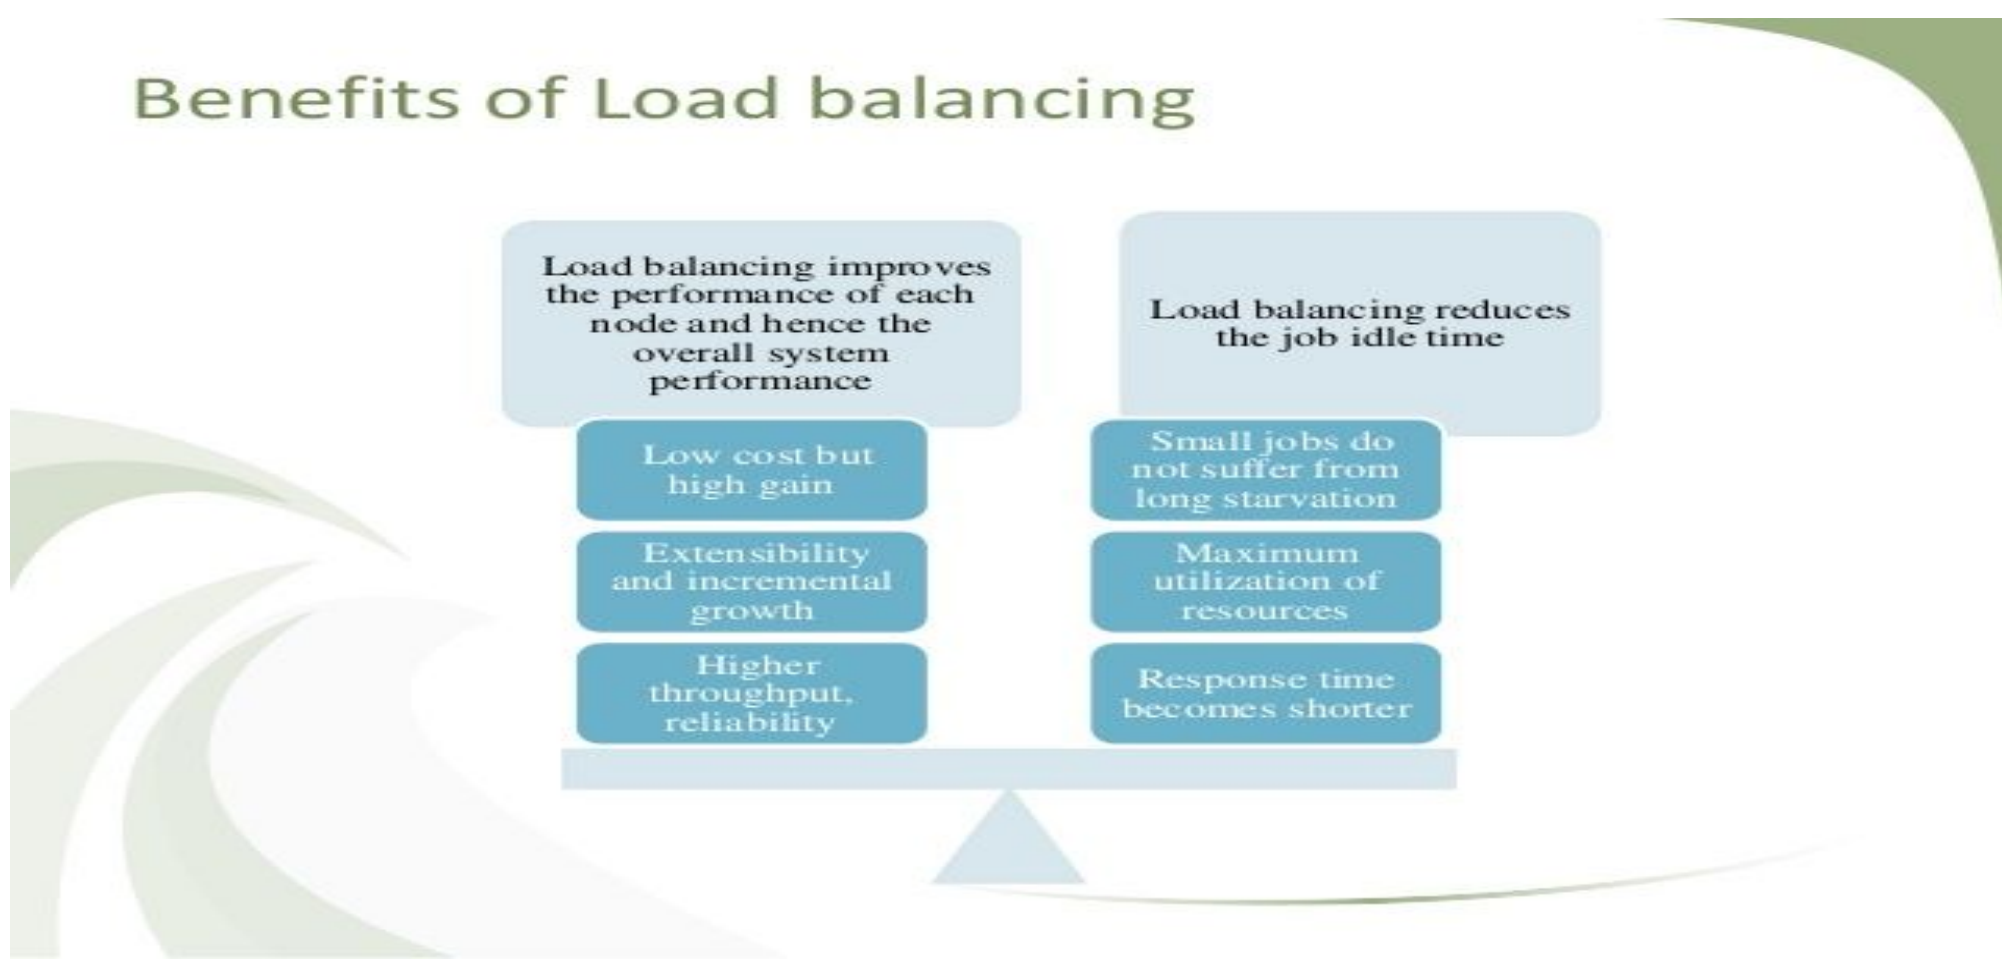 Benefits of Load balancing
Load balancing improves
the performance of each
node and hence the
overall system
performance
Low cost but
high gain
Extensibility
and incremental
growth
Higher
throughput,
reliability
Load balancing reduces
the job idle time
Small jobs do
not suffer from
long starvation
Maximum
utilization of
resources
Response time
becomes shorter